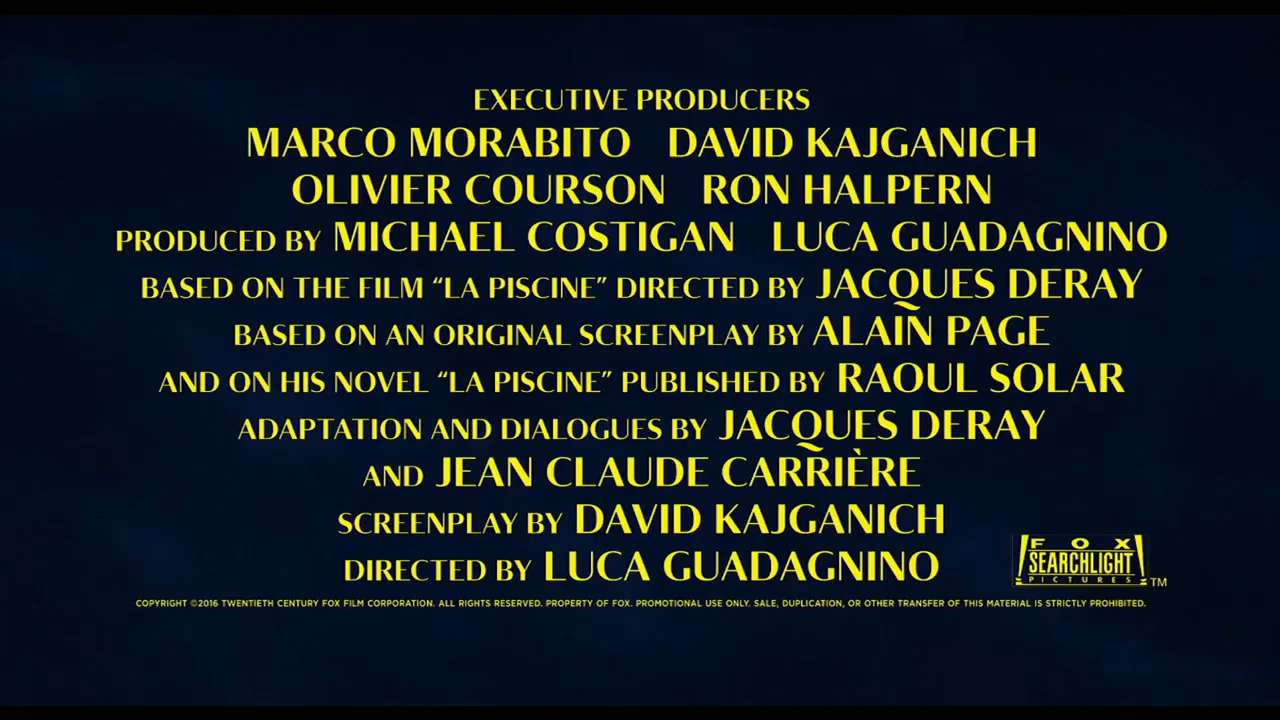 EXECUTIVE PRODUCERS
MARCO MORABITO DAVID KAJGANICH
OLIVIER COURSON RON HALPERN
PRODUCED BY MICHAEL COSTIGAN LUCA GUADAGNINO
BASED ON THE FILM “LA PISCINE” DIRECTED BY JACQUES DERAY
BASED ON AN ORIGINAL SCREENPLAY BY ALAIN PAGE
AND ON HIS NOVEL “LA PISCINE” PUBLISHED BY RAOUL SOLAR
ADAPTATION AND DIALOGUES BY JACQUES DERAY
AND JEAN CLAUDE CARRIÈRE
SCREENPLAY BY DAVID KAJGANICH
DIRECTED BY LUCA GUADAGNINO
FOX
SEARCHLIGHT
PICTURES TM
COPYRIGHT ©2016 TWENTIETH CENTURY FOX FILM CORPORATION. ALL RIGHTS RESERVED. PROPERTY OF FOX. PROMOTIONAL USE ONLY. SALE, DUPLICATION, OR OTHER TRANSFER OF THIS MATERIAL IS STRICTLY PROHIBITED.